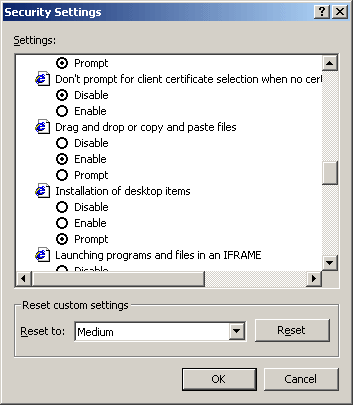 Security Settings
Settings:
Prompt
Don't prompt for client certificate selection when no cert
Disable
Enable
Drag and drop or copy and paste files
Disable
Enable
Prompt
Installation of desktop items
Disable
Enable
Prompt
Launching programs and files in an IFRAME
Disable
Reset custom settings
Reset to: Medium Reset
OK Cancel